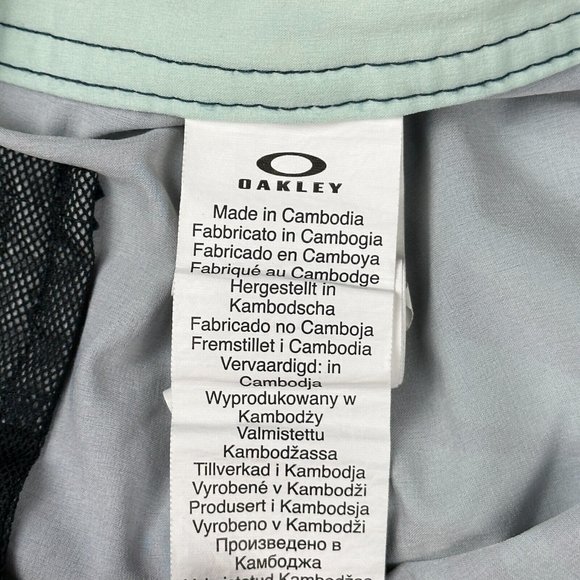 OAKLEY
Made in Cambodia
Fabbricato in Cambogia
Fabricado en Camboya
Fabriqué au Cambodge
Hergestellt in
Kambodscha
Fabricado no Camboja
Fremstillet i Cambodia
Vervaardigd: in
Cambodja
Wyprodukowany w
Kambodży
Valmistettu
Kambodžassa
Tillverkad i Kambodja
Vyrobené v Kambodži
Produsert i Kambodsja
Vyrobeno v Kambodži
Произведено в
Камбоджа